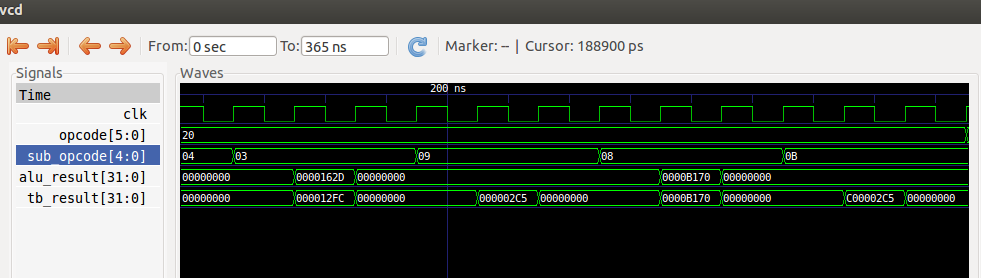 vcd
From: 0 sec To: 365 ns Marker: -- | Cursor: 188900 ps
Signals Waves
Time 200 ns
clk
opcode[5:0] 20
sub_opcode[4:0] 04 03 09 08 0B
alu_result[31:0] 00000000 0000162D 00000000 0000B170 00000000
tb_result[31:0] 00000000 000012FC 00000000 000002C5 00000000 0000B170 00000000 C00002C5 00000000